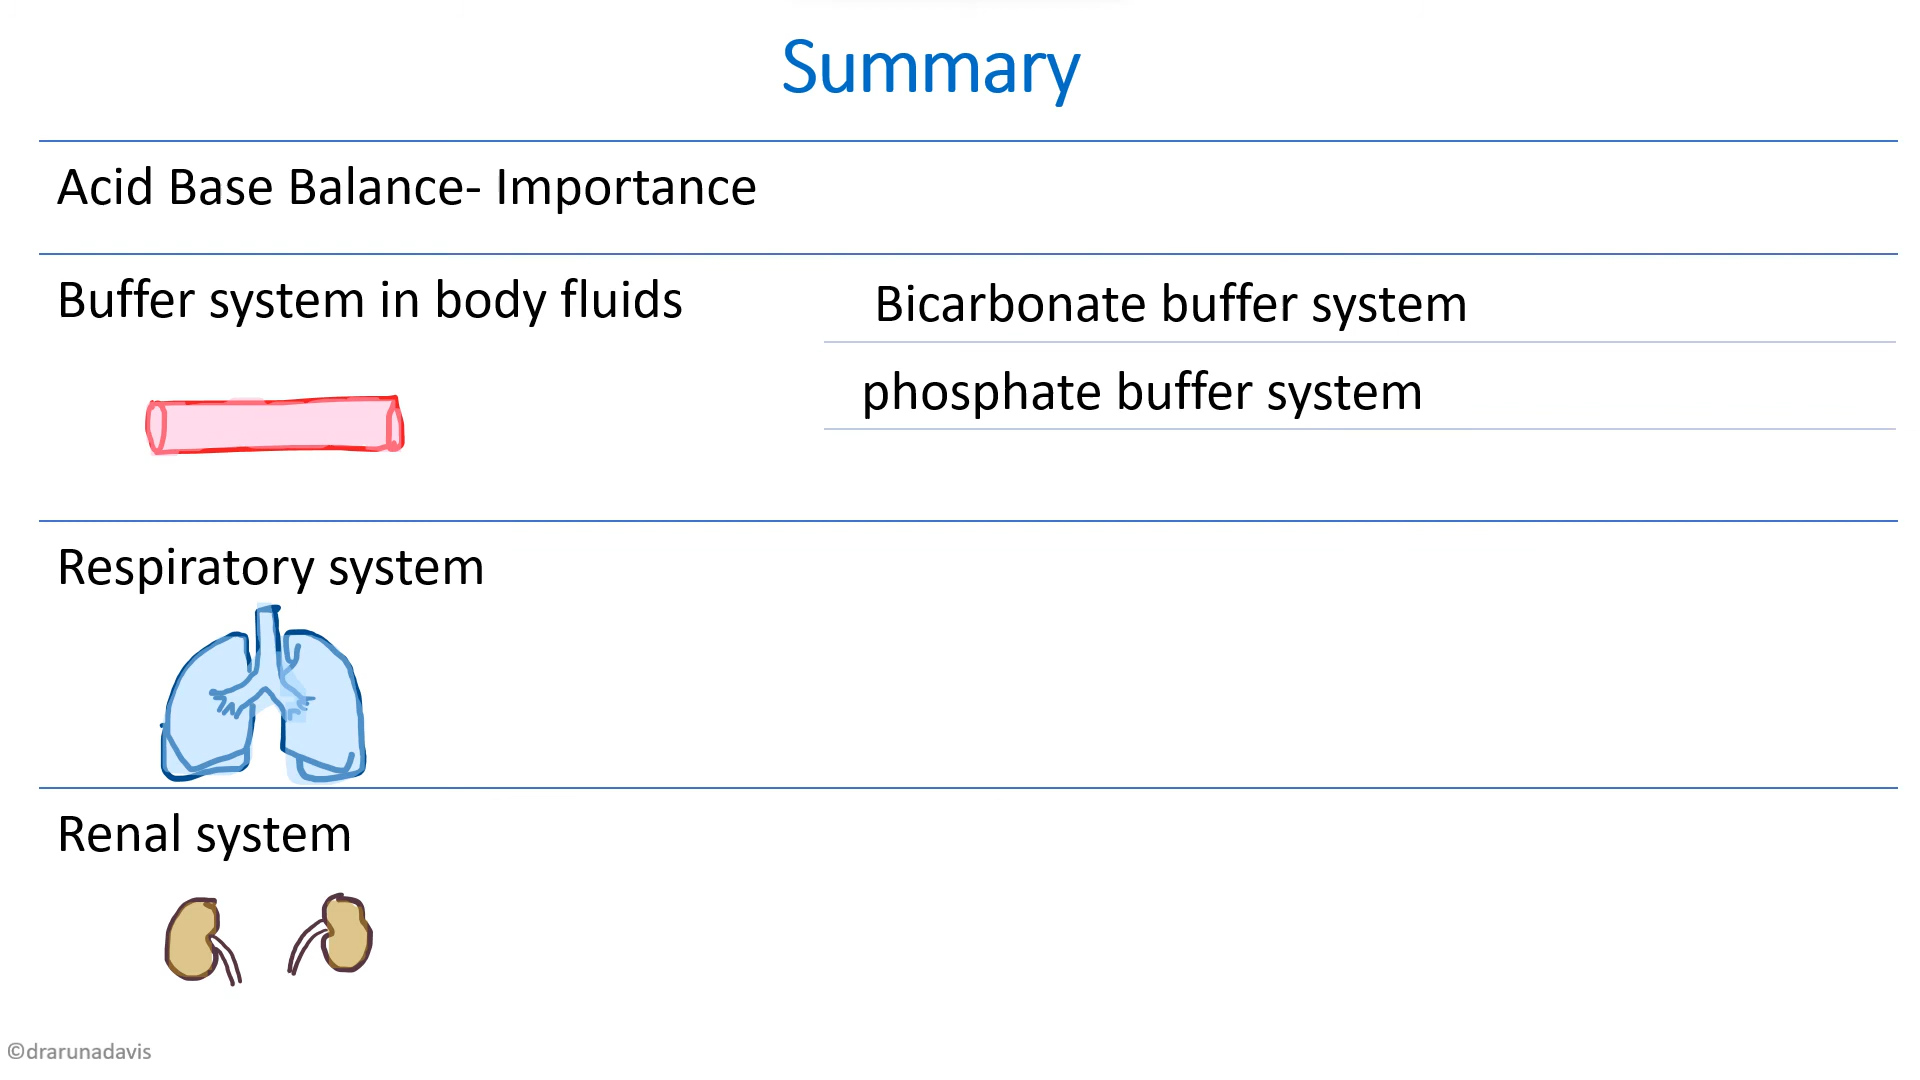 Summary
Acid Base Balance- Importance
Buffer system in body fluids
Bicarbonate buffer system
phosphate buffer system
Respiratory system
Renal system
©drarunadavis